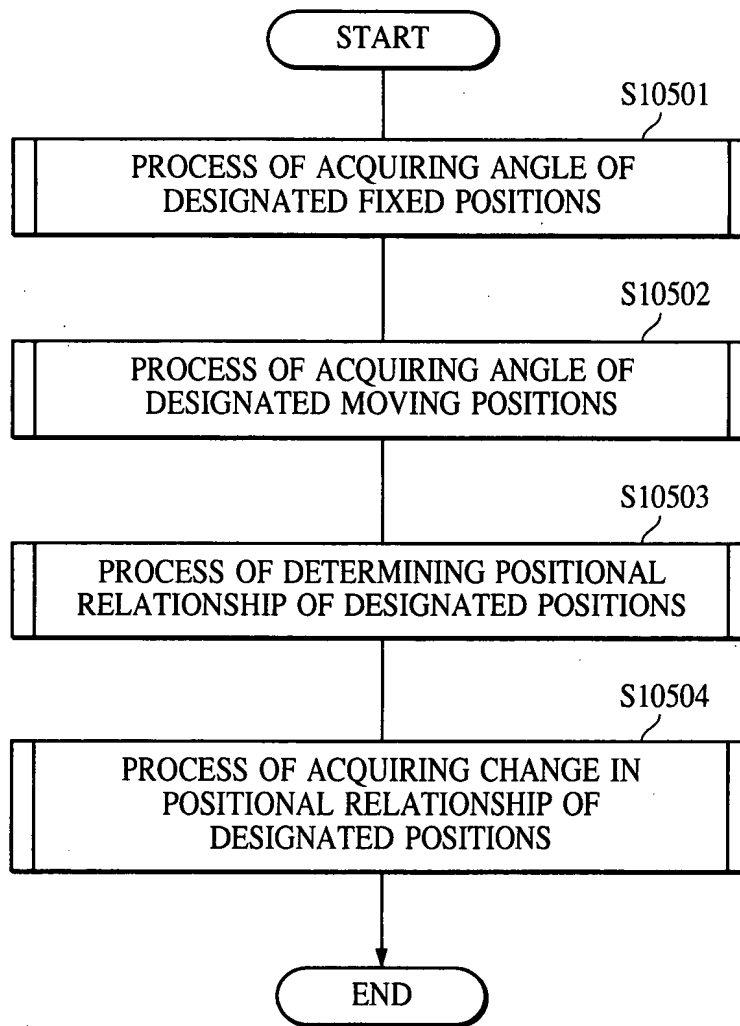 START
S10501
PROCESS OF ACQUIRING ANGLE OF
DESIGNATED FIXED POSITIONS
S10502
PROCESS OF ACQUIRING ANGLE OF
DESIGNATED MOVING POSITIONS
S10503
PROCESS OF DETERMINING POSITIONAL
RELATIONSHIP OF DESIGNATED POSITIONS
S10504
PROCESS OF ACQUIRING CHANGE IN
POSITIONAL RELATIONSHIP OF
DESIGNATED POSITIONS
END